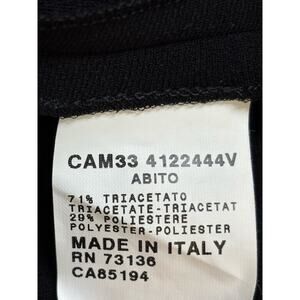 CAM33 4122444V
ABITO
71% TRIACETATO
TRIACETATE-TRIACETAT
29% POLIESTERE
POLYESTER-POLIESTER
MADE IN ITALY
RN 73136
CA85194